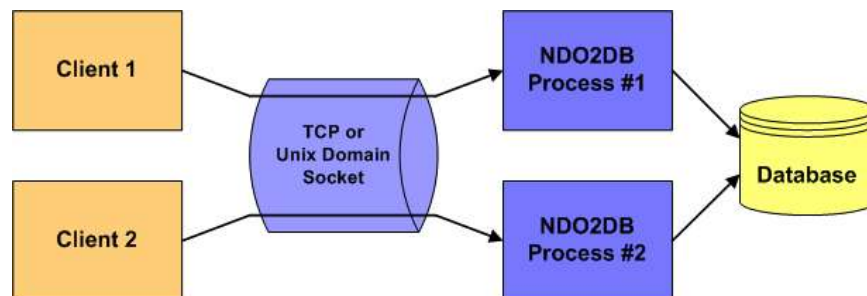 Client 1
NDO2DB
Process #1
TCP or
Unix Domain
Socket
Database
Client 2
NDO2DB
Process #2